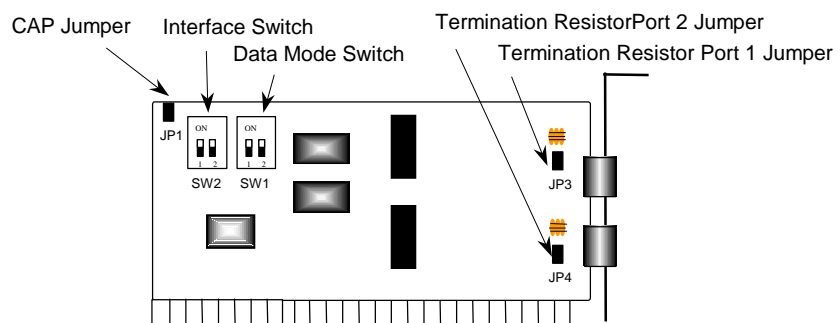 Termination ResistorPort 2 Jumper
CAP Jumper
Interface Switch
Data Mode Switch
Termination Resistor Port 1 Jumper
JP1
ON
1 2
SW2
ON
1 2
SW1
JP3
JP4